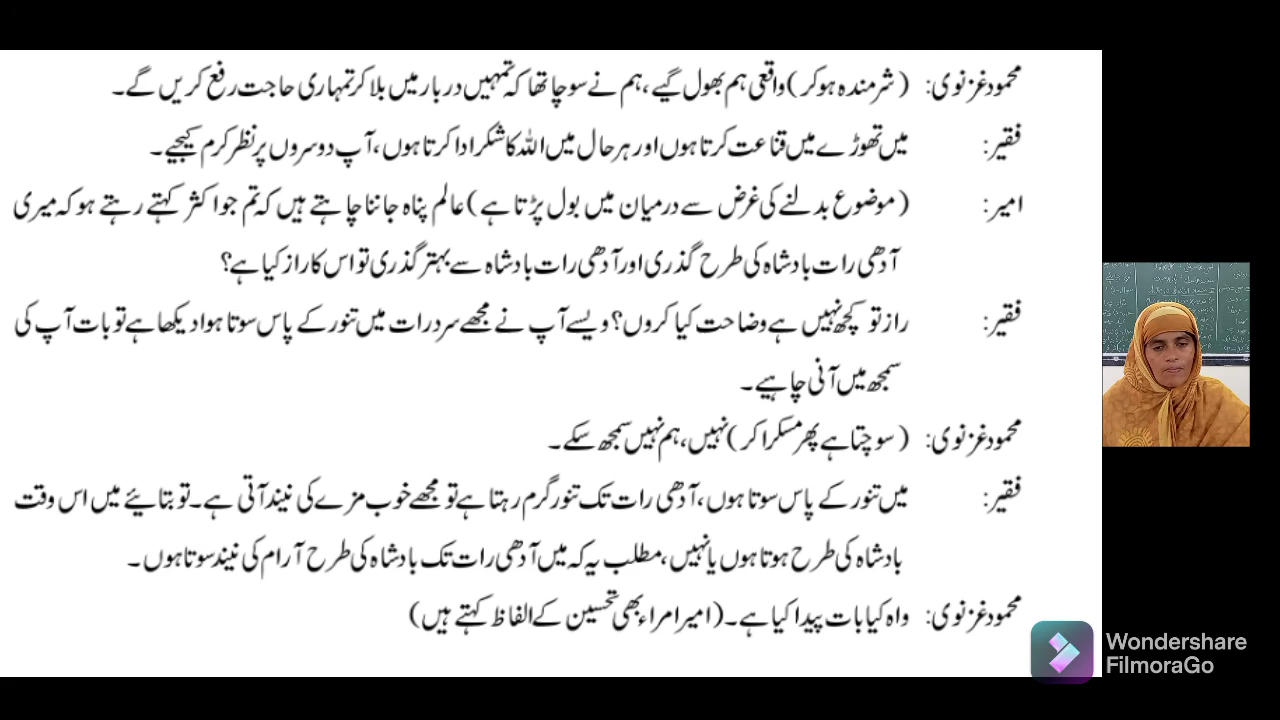 محمود غزنوی: (شرمندہ ہوکر) واقعی ہم بھول گیے، ہم نے سوچا تھا کہ تمہیں دربار میں بلا کر تمہاری حاجت رفع کریں گے۔
فقیر: میں تھوڑے میں قناعت کرتا ہوں اور ہر حال میں اللہ کا شکر ادا کرتا ہوں، آپ دوسروں پر نظر کرم کیجیے۔
امیر: (موضوع بدلنے کی غرض سے درمیان میں بول پڑتا ہے) عالم پناہ جاننا چاہتے ہیں کہ تم جو اکثر کہتے رہتے ہو کہ میری
آدھی رات بادشاہ کی طرح گذری اور آدھی رات بادشاہ سے بہتر گذری تو اس کا راز کیا ہے؟
فقیر: راز تو کچھ نہیں ہے وضاحت کیا کروں؟ ویسے آپ نے مجھے سرد رات میں تنور کے پاس سوتا ہوا دیکھا ہے تو بات آپ کی
سمجھ میں آنی چاہیے۔
محمود غزنوی: (سوچتا ہے پھر مسکرا کر) نہیں، ہم نہیں سمجھ سکے۔
فقیر: میں تنور کے پاس سوتا ہوں، آدھی رات تک تنور گرم رہتا ہے تو مجھے خوب مزے کی نیند آتی ہے۔ تو بتائیے میں اس وقت
بادشاہ کی طرح ہوتا ہوں یا نہیں، مطلب یہ کہ میں آدھی رات تک بادشاہ کی طرح آرام کی نیند سوتا ہوں۔
محمود غزنوی: واہ کیا بات پیدا کیا ہے۔ (امیر امراء بھی تحسین کے الفاظ کہتے ہیں)
Wondershare
FilmoraGo